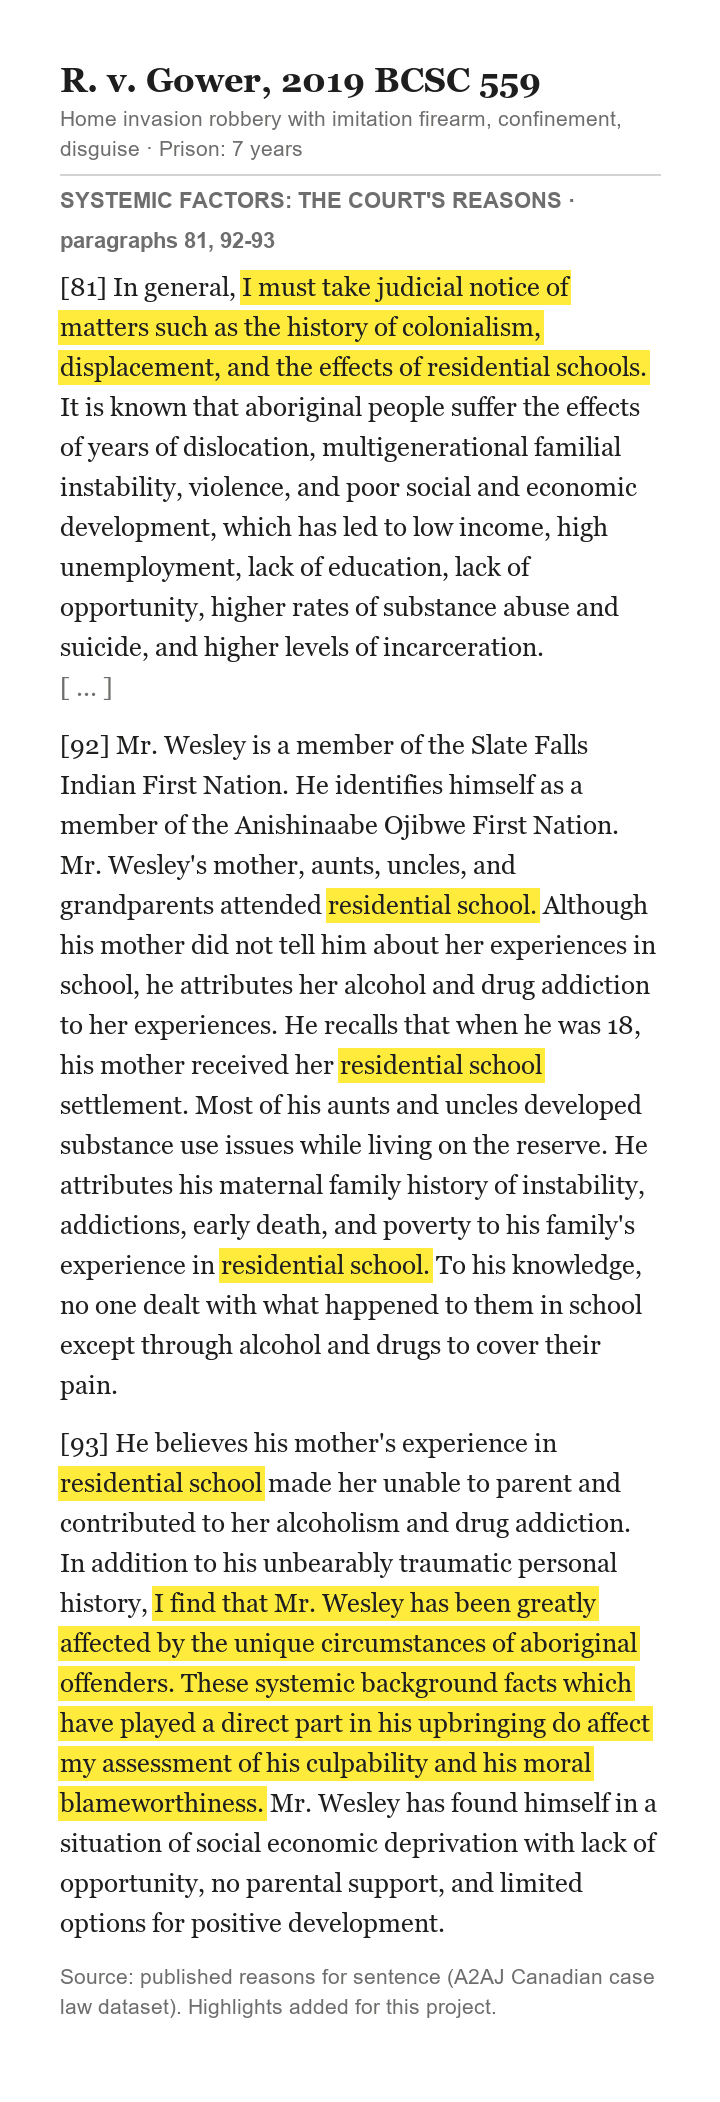 R. v. Gower, 2019 BCSC 559
Home invasion robbery with imitation firearm, confinement,
disguise · Prison: 7 years
SYSTEMIC FACTORS: THE COURT'S REASONS ·
paragraphs 81, 92-93
[81] In general, I must take judicial notice of
matters such as the history of colonialism,
displacement, and the effects of residential schools.
It is known that aboriginal people suffer the effects
of years of dislocation, multigenerational familial
instability, violence, and poor social and economic
development, which has led to low income, high
unemployment, lack of education, lack of
opportunity, higher rates of substance abuse and
suicide, and higher levels of incarceration.
[ ... ]
[92] Mr. Wesley is a member of the Slate Falls
Indian First Nation. He identifies himself as a
member of the Anishinaabe Ojibwe First Nation.
Mr. Wesley's mother, aunts, uncles, and
grandparents attended residential school. Although
his mother did not tell him about her experiences in
school, he attributes her alcohol and drug addiction
to her experiences. He recalls that when he was 18,
his mother received her residential school
settlement. Most of his aunts and uncles developed
substance use issues while living on the reserve. He
attributes his maternal family history of instability,
addictions, early death, and poverty to his family's
experience in residential school. To his knowledge,
no one dealt with what happened to them in school
except through alcohol and drugs to cover their
pain.
[93] He believes his mother's experience in
residential school made her unable to parent and
contributed to her alcoholism and drug addiction.
In addition to his unbearably traumatic personal
history, I find that Mr. Wesley has been greatly
affected by the unique circumstances of aboriginal
offenders. These systemic background facts which
have played a direct part in his upbringing do affect
my assessment of his culpability and his moral
blameworthiness. Mr. Wesley has found himself in a
situation of social economic deprivation with lack of
opportunity, no parental support, and limited
options for positive development.
Source: published reasons for sentence (A2AJ Canadian case
law dataset). Highlights added for this project.